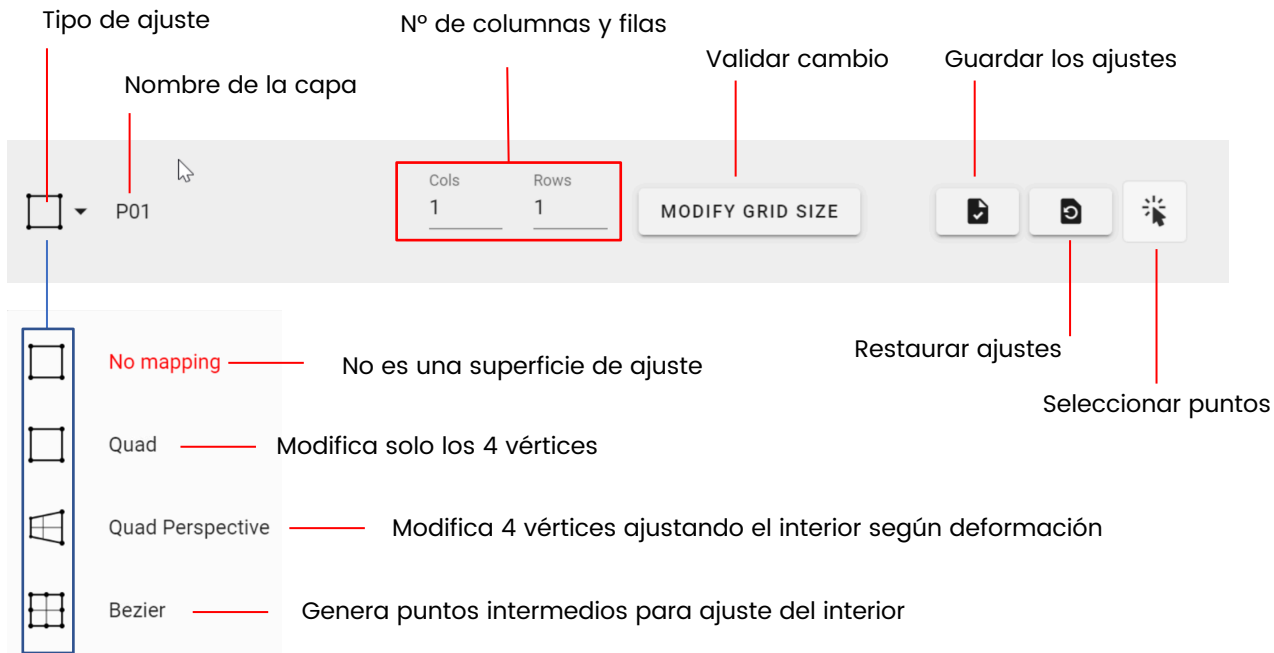 Tipo de ajuste
Nº de columnas y filas
Validar cambio
Guardar los ajustes
Nombre de la capa
Cols
Rows
P01
1
1
MODIFY GRID SIZE
No mapping
No es una superficie de ajuste
Restaurar ajustes
Seleccionar puntos
Quad
Modifica solo los 4 vértices
Quad Perspective
Modifica 4 vértices ajustando el interior según deformación
Bezier
Genera puntos intermedios para ajuste del interior